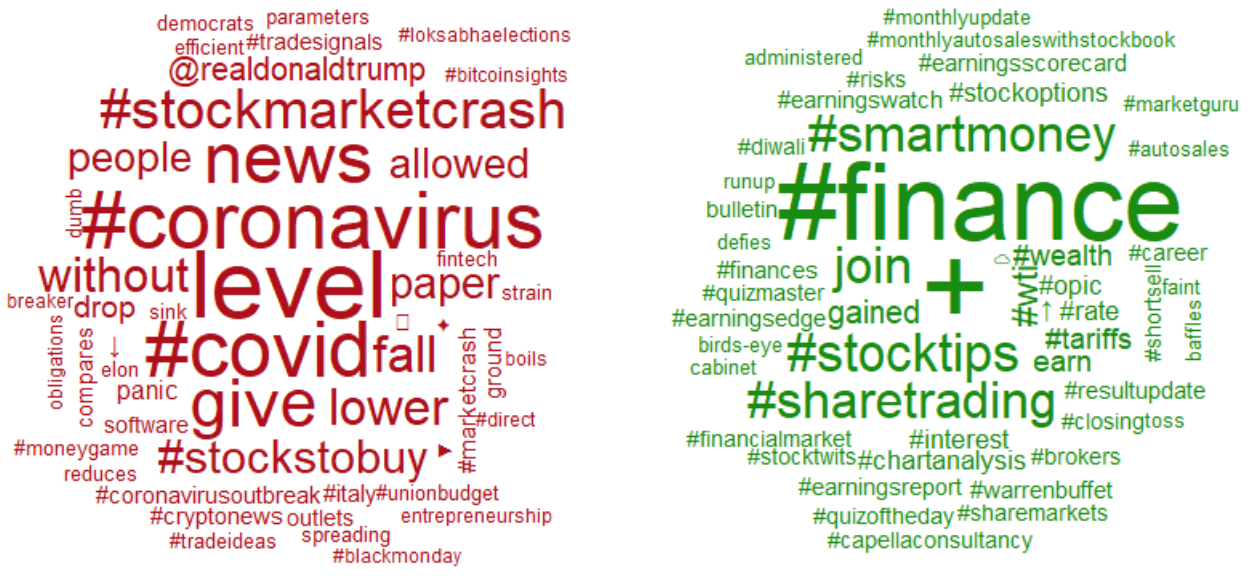 democrats parameters
efficient #tradesignals #loksabhaelections
@realdonaldtrump #bitcoinsights
#stockmarketcrash
people news allowed
dumb #coronavirus
without level fintech
paper strain
breaker drop sink
obligations compares ↓ #covid fall ✦
elon panic
#marketcrash ground boils
software give lower #direct
#moneygame #stockstobuy ►
reduces
#coronavirusoutbreak #italy #unionbudget
#cryptonews outlets entrepreneurship
#tradeideas spreading
#blackmonday
#monthlyupdate
#monthlyautosaleswithstockbook
administered #earningsscorecard
#risks
#earningswatch #stockoptions #marketguru
#smartmoney
#diwali #autosales
runup #finance
bulletin
defies join + #wealth #career
#finances #wti #opic #shortsell faint
#quizmaster gained ↑ #rate
#earningsedge #tariffs baffles
birds-eye #stocktips earn
cabinet
#sharetrading #resultupdate
#closing toss
#financialmarket #interest
#stocktwits #chartanalysis #brokers
#earningsreport #warrenbuffet
#quizoftheday #sharemarkets
#capellaconsultancy